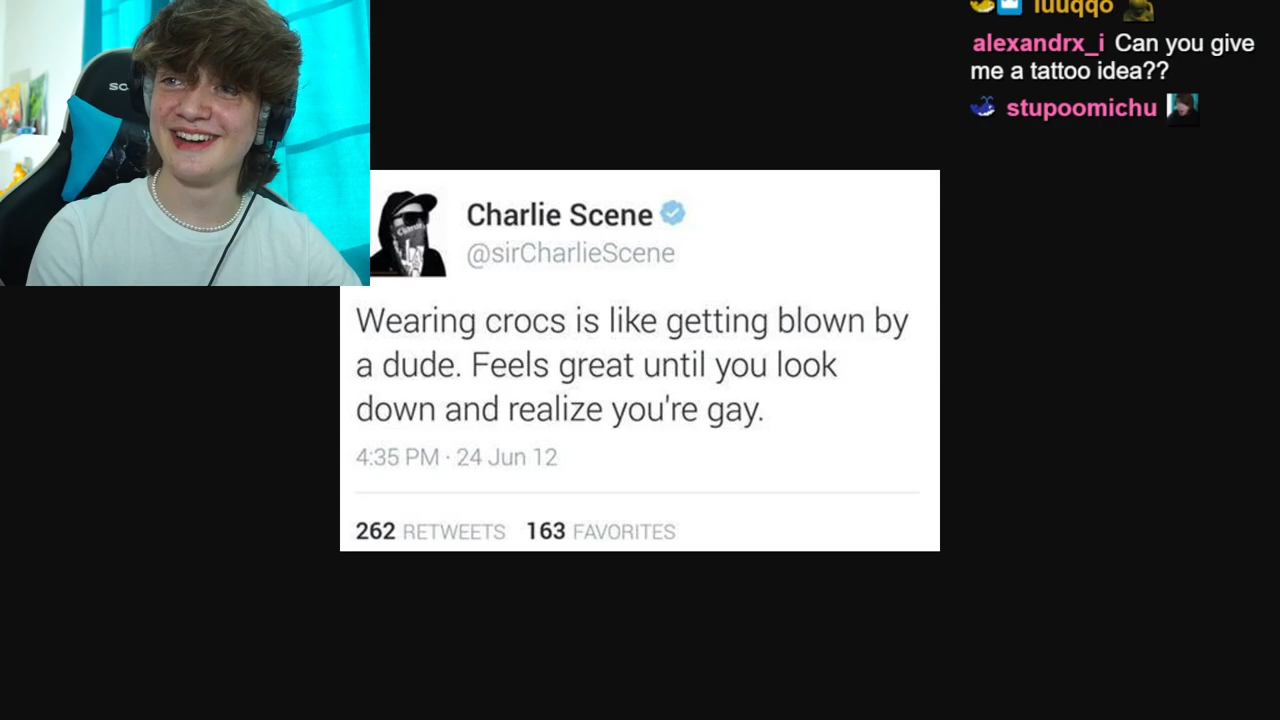 luuqqo
alexandrx_i Can you give
me a tattoo idea??
stupoomichu
SC
Charlie Scene
@sirCharlieScene
Wearing crocs is like getting blown by
a dude. Feels great until you look
down and realize you're gay.
4:35 PM · 24 Jun 12
262 RETWEETS 163 FAVORITES